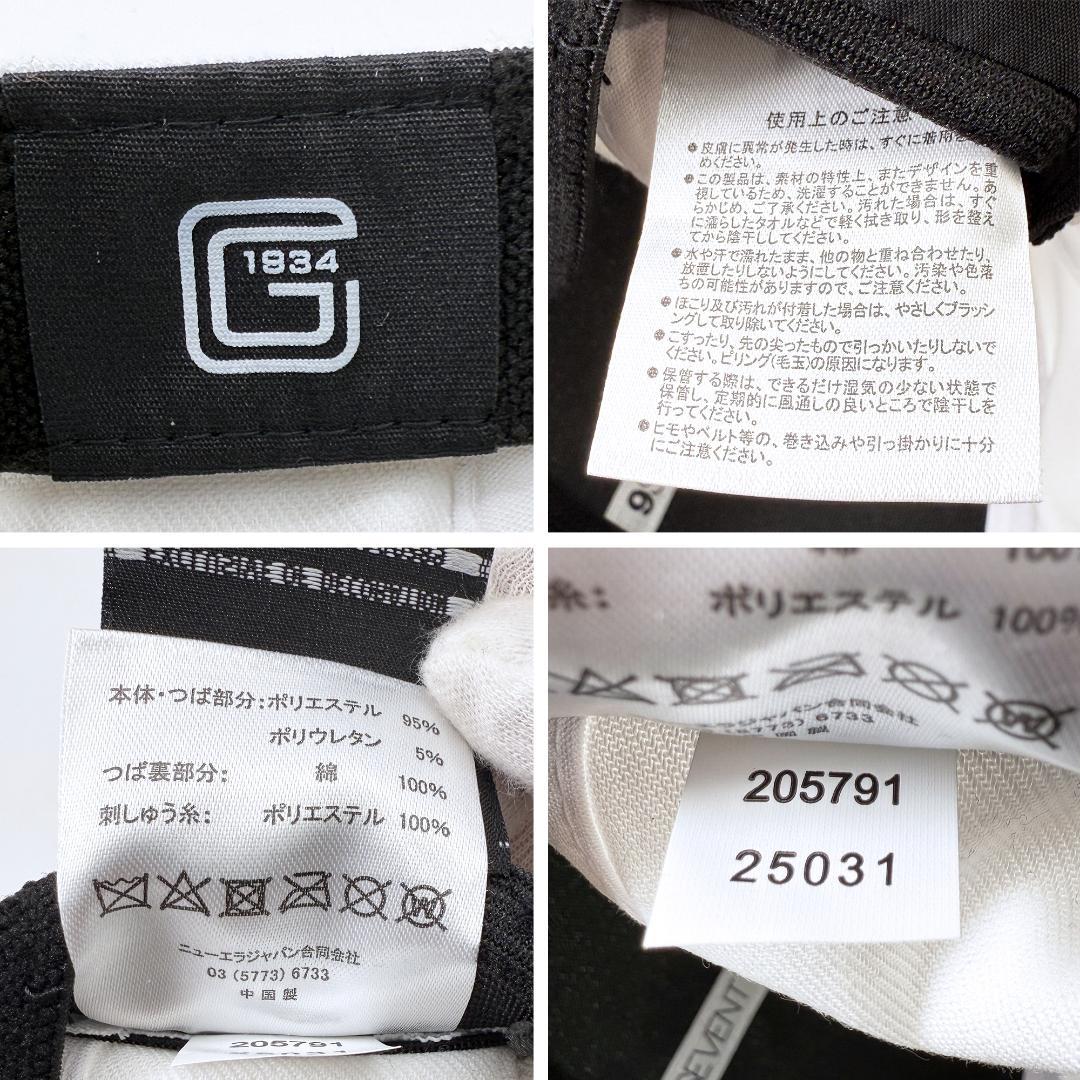 1934
使用上のご注意
●皮膚に異常が発生した時は、すぐに着用を
めください。
●この製品は、素材の特性上、またデザインを重
視しているため、洗濯することができません。あ
らかじめ、ご了承ください。汚れた場合は、すぐ
に濡らしたタオルなどで軽く拭き取り、形を整え
てから陰干ししてください。
●水や汗で濡れたまま、他の物と重ね合わせたり、
放置したりしないようにしてください。汚染や色落
ちの可能性がありますので、ご注意ください。
●ほこり及び汚れが付着した場合は、やさしくブラッシ
ングして取り除いてください。
●こすったり、先の尖ったもので引っかいたりしないで
ください。ピリング(毛玉)の原因になります。
●保管する際は、できるだけ湿気の少ない状態で
保管し、定期的に風通しの良いところで陰干しを
行ってください。
●ヒモやベルト等の、巻き込みや引っ掛かりに十分
にご注意ください。
本体・つば部分:ポリエステル 95%
ポリウレタン 5%
つば裏部分: 綿 100%
刺しゅう糸: ポリエステル 100%
ニューエラジャパン合同会社
03 (5773) 6733
中国製
205791
25031
綿 100
糸: ポリエステル 100%
ラジャパン合同会社
5773) 6733
国製
205791
25031
REVENT